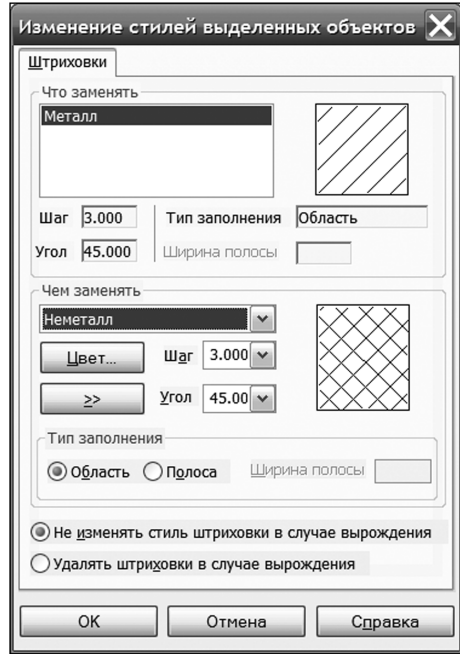 Изменение стилей выделенных объектов
Штриховки
Что заменять
Металл
Шаг 3.000 Тип заполнения Область
Угол 45.000 Ширина полосы
Чем заменять
Неметалл
Цвет... Шаг 3.000
>> Угол 45.00
Тип заполнения
Область Полоса Ширина полосы
Не изменять стиль штриховки в случае вырождения
Удалять штриховки в случае вырождения
OK Отмена Справка